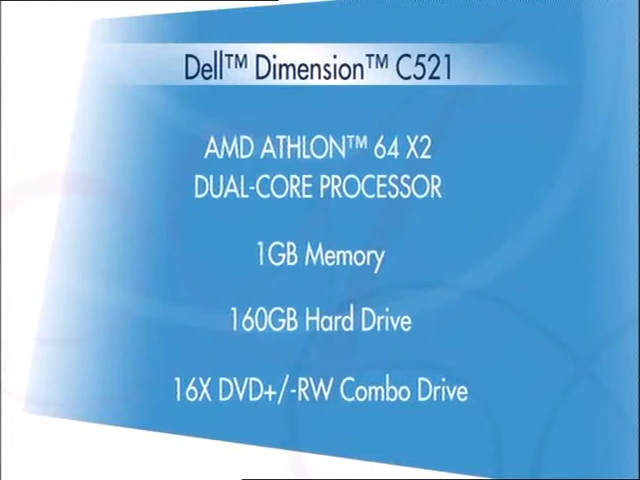 Dell™ Dimension™ C521
AMD ATHLON™ 64 X2
DUAL-CORE PROCESSOR
1GB Memory
160GB Hard Drive
16X DVD+/-RW Combo Drive